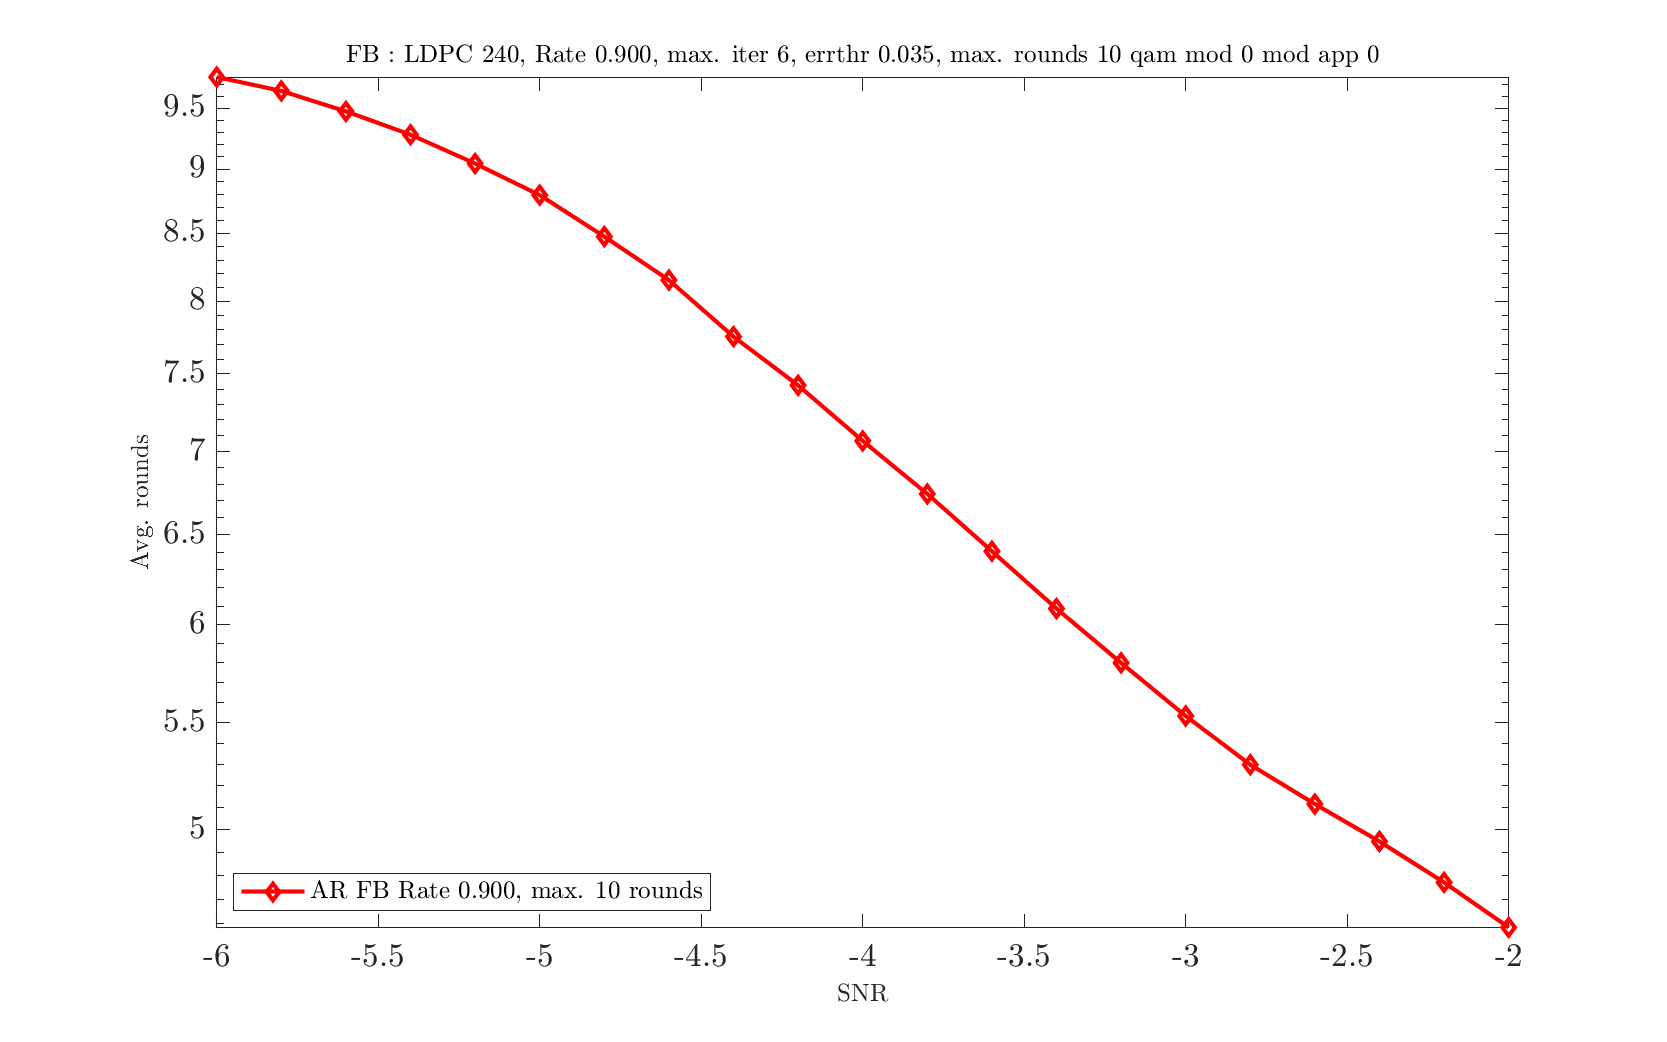 FB : LDPC 240, Rate 0.900, max. iter 6, errthr 0.035, max. rounds 10 qam mod 0 mod app 0
9.5
9
8.5
8
7.5
7
6.5
6
5.5
5
Avg. rounds
AR FB Rate 0.900, max. 10 rounds
-6 -5.5 -5 -4.5 -4 -3.5 -3 -2.5 -2
SNR